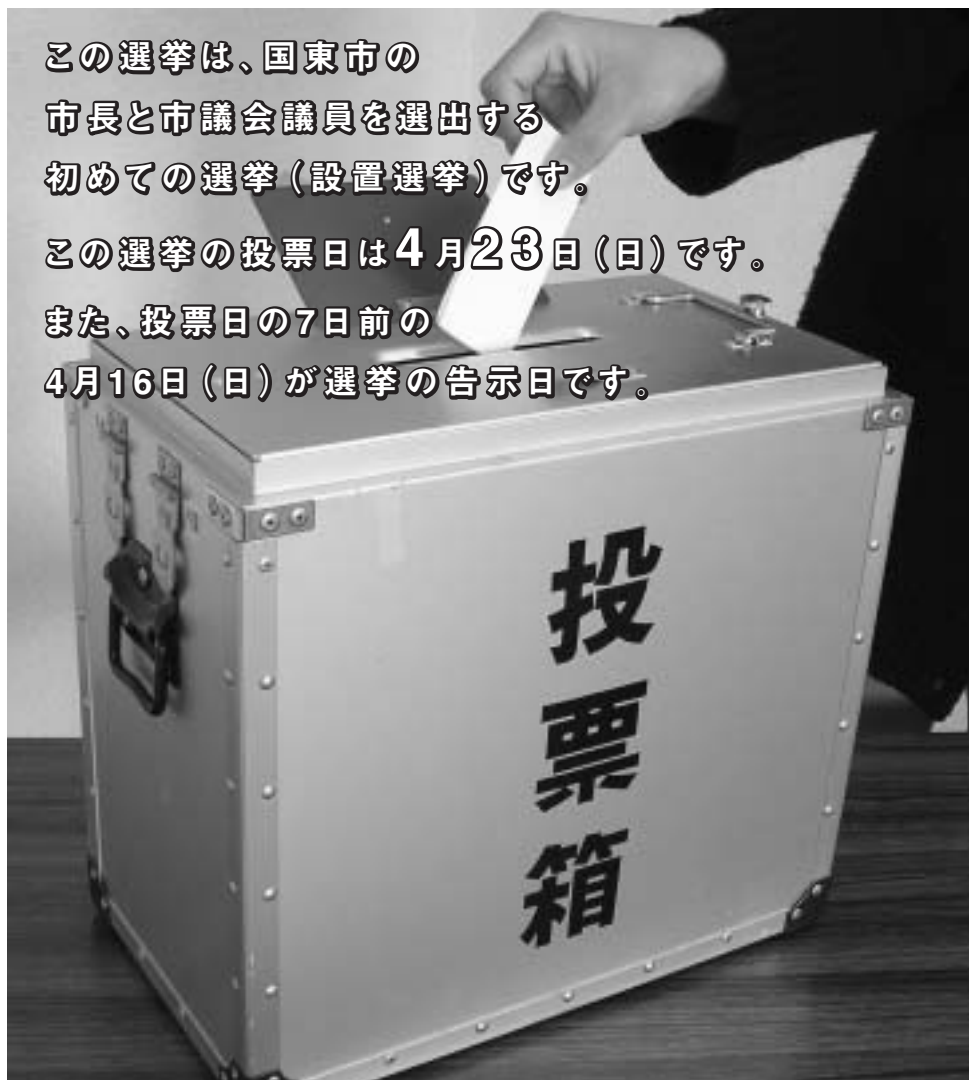 この選挙は、国東市の
市長と市議会議員を選出する
初めての選挙（設置選挙）です。
この選挙の投票日は4月23日（日）です。
また、投票日の7日前の
4月16日（日）が選挙の告示日です。
投票箱